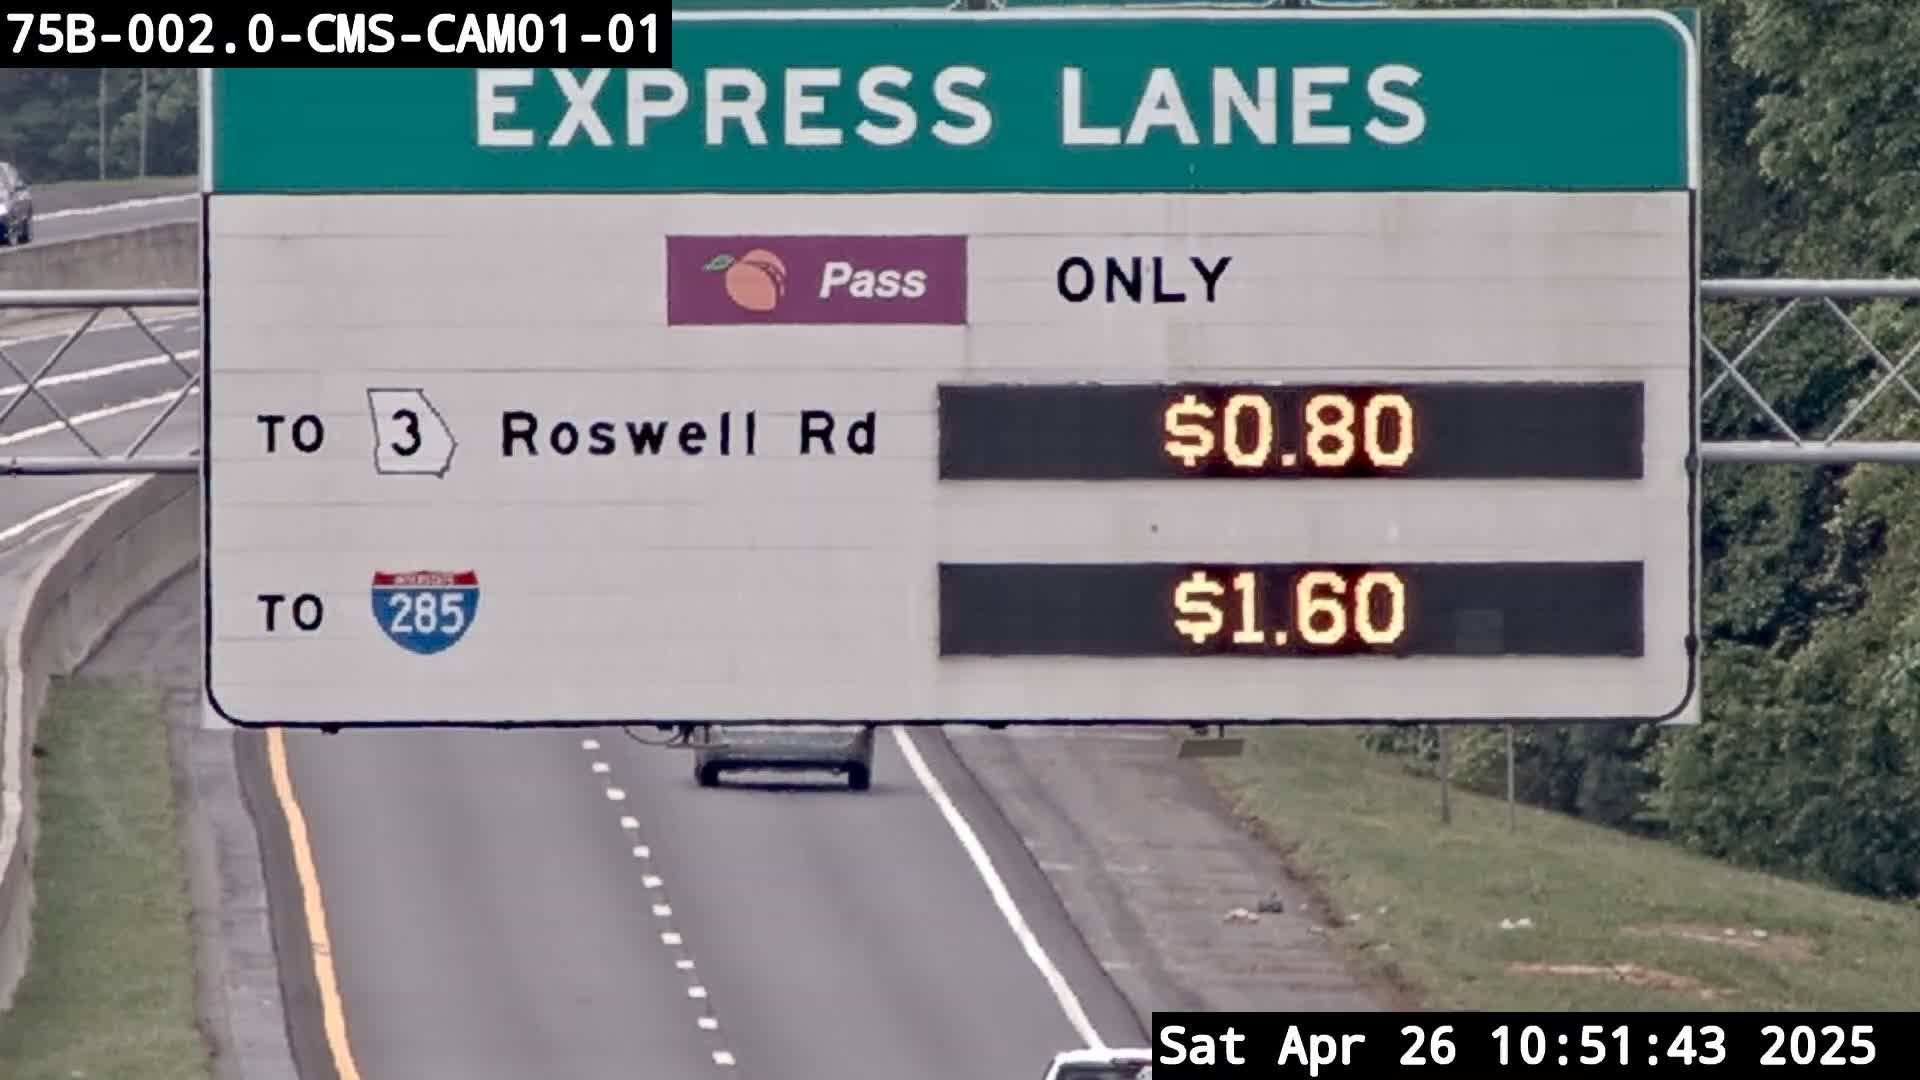 75B-002.0-CMS-CAM01-01
EXPRESS LANES
Pass ONLY
TO 3 Roswell Rd $0.80
INTERSTATE
TO 285 $1.60
Sat Apr 26 10:51:43 2025